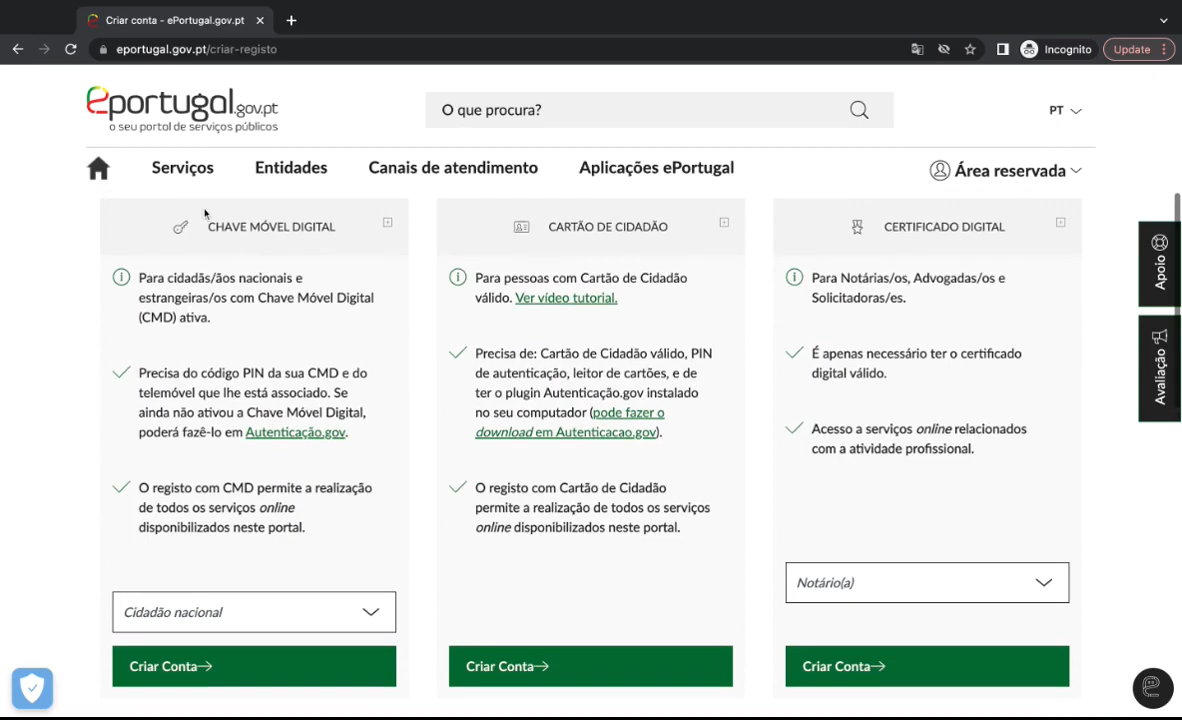 Criar conta - ePortugal.gov.pt
eportugal.gov.pt/criar-registo
Incognito
Update
eportugal.gov.pt
o seu portal de serviços públicos
O que procura?
PT
Serviços
Entidades
Canais de atendimento
Aplicações ePortugal
Área reservada
CHAVE MÓVEL DIGITAL
Para cidadãs/ãos nacionais e
estrangeiras/os com Chave Móvel Digital
(CMD) ativa.
Precisa do código PIN da sua CMD e do
telemóvel que lhe está associado. Se
ainda não ativou a Chave Móvel Digital,
poderá fazê-lo em Autenticação.gov.
O registo com CMD permite a realização
de todos os serviços online
disponibilizados neste portal.
Cidadão nacional
Criar Conta
CARTÃO DE CIDADÃO
Para pessoas com Cartão de Cidadão
válido. Ver vídeo tutorial.
Precisa de: Cartão de Cidadão válido, PIN
de autenticação, leitor de cartões, e de
ter o plugin Autenticação.gov instalado
no seu computador (pode fazer o
download em Autenticacao.gov).
O registo com Cartão de Cidadão
permite a realização de todos os serviços
online disponibilizados neste portal.
Criar Conta
CERTIFICADO DIGITAL
Para Notárias/os, Advogadas/os e
Solicitadoras/es.
É apenas necessário ter o certificado
digital válido.
Acesso a serviços online relacionados
com a atividade profissional.
Notário(a)
Criar Conta
Apoio
Avaliação